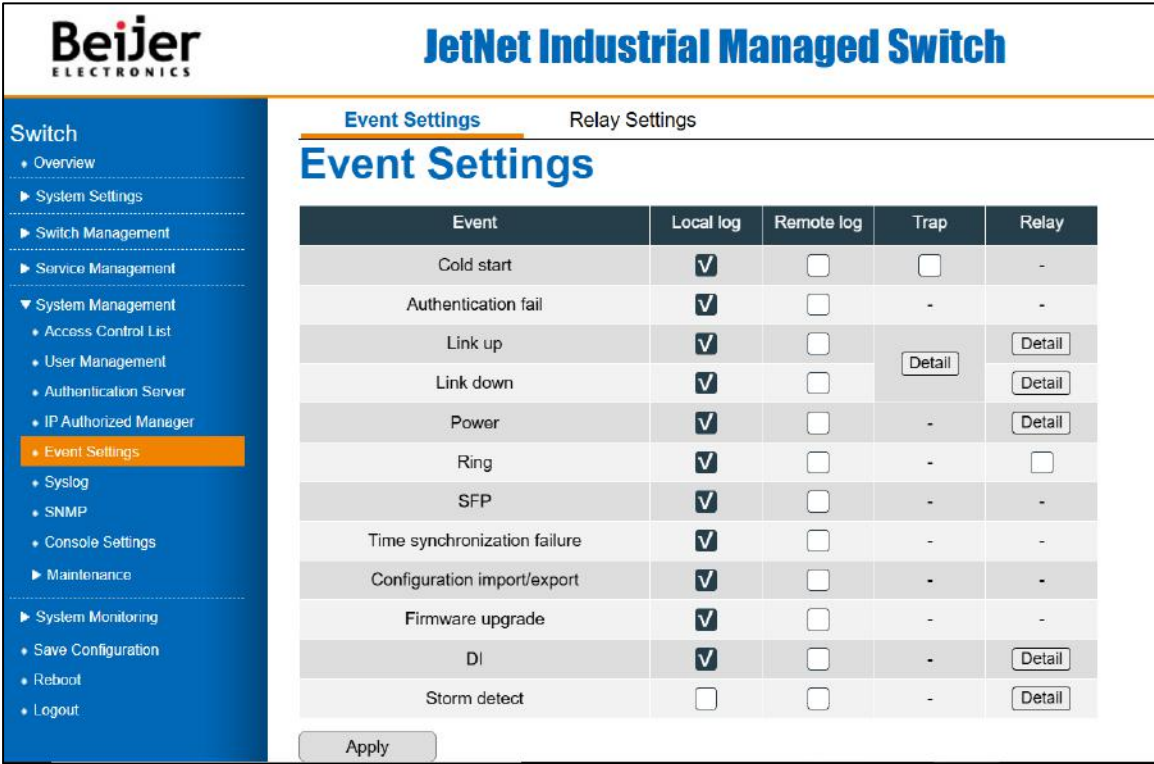 Beijer
ELECTRONICS
JetNet Industrial Managed Switch
Switch
Overview
System Settings
Switch Management
Service Management
System Management
Access Control List
User Management
Authentication Server
IP Authorized Manager
Event Settings
Syslog
SNMP
Console Settings
Maintenance
System Monitoring
Save Configuration
Reboot
Logout
Event Settings Relay Settings
Event Settings
Event Local log Remote log Trap Relay
Cold start -
Authentication fail - -
Link up Detail
Detail
Link down Detail
Power - Detail
Ring -
SFP - -
Time synchronization failure - -
Configuration import/export - -
Firmware upgrade - -
DI - Detail
Storm detect - Detail
Apply